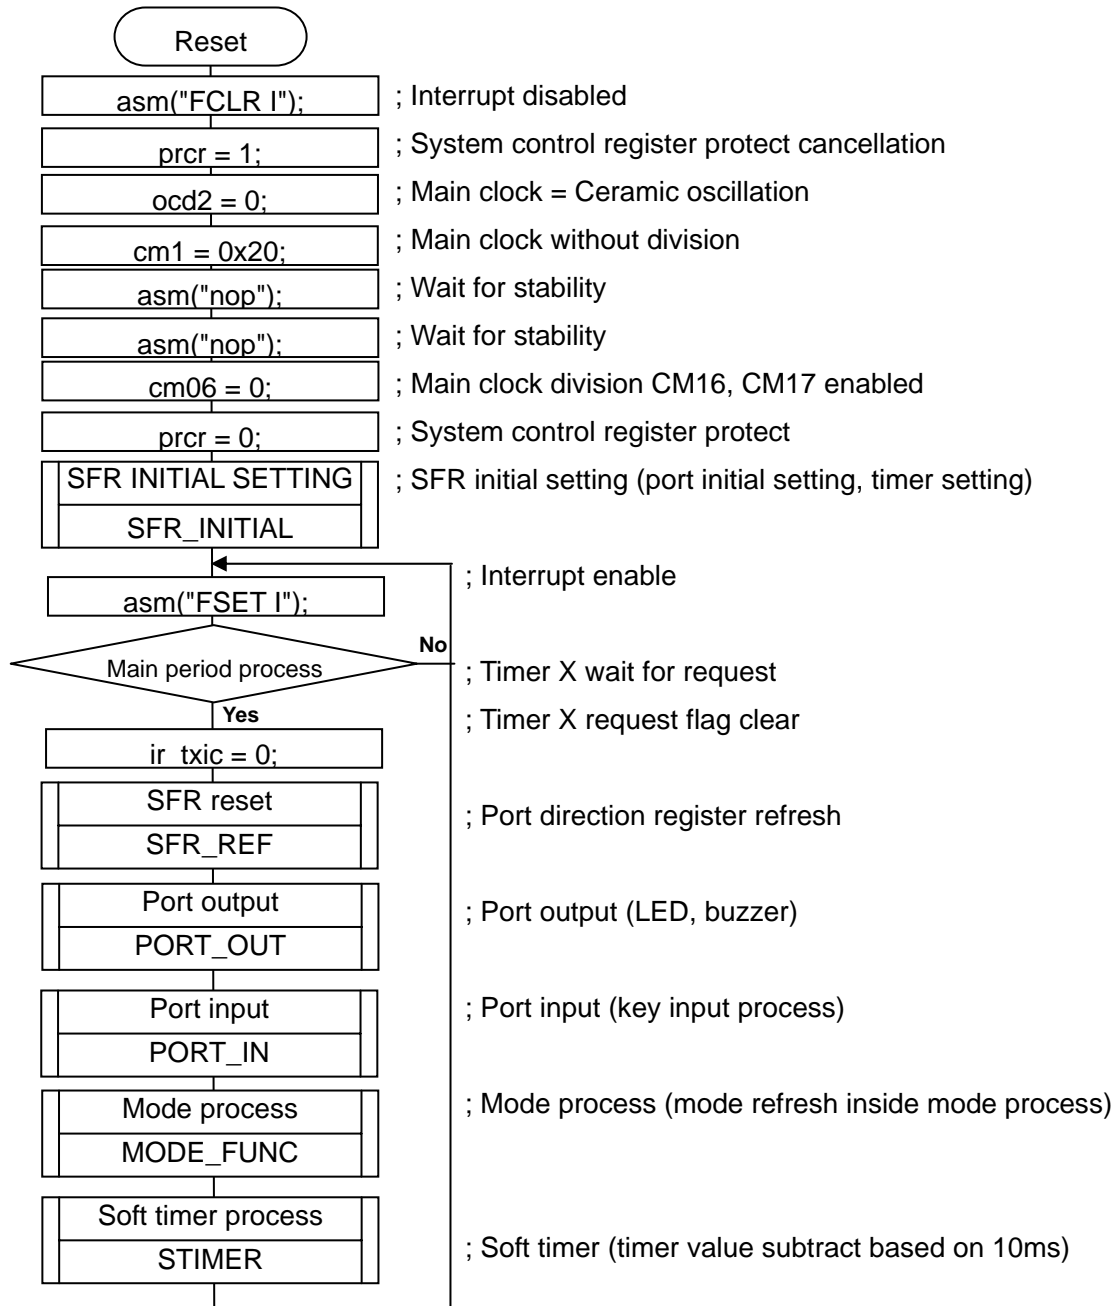 Reset
asm("FCLR I"); ; Interrupt disabled
prcr = 1; ; System control register protect cancellation
ocd2 = 0; ; Main clock = Ceramic oscillation
cm1 = 0x20; ; Main clock without division
asm("nop"); ; Wait for stability
asm("nop"); ; Wait for stability
cm06 = 0; ; Main clock division CM16, CM17 enabled
prcr = 0; ; System control register protect
SFR INITIAL SETTING ; SFR initial setting (port initial setting, timer setting)
SFR_INITIAL
; Interrupt enable
asm("FSET I");
No
Main period process ; Timer X wait for request
Yes ; Timer X request flag clear
ir_txic = 0;
SFR reset
; Port direction register refresh
SFR_REF
Port output
; Port output (LED, buzzer)
PORT_OUT
Port input ; Port input (key input process)
PORT_IN
Mode process ; Mode process (mode refresh inside mode process)
MODE_FUNC
Soft timer process
; Soft timer (timer value subtract based on 10ms)
STIMER